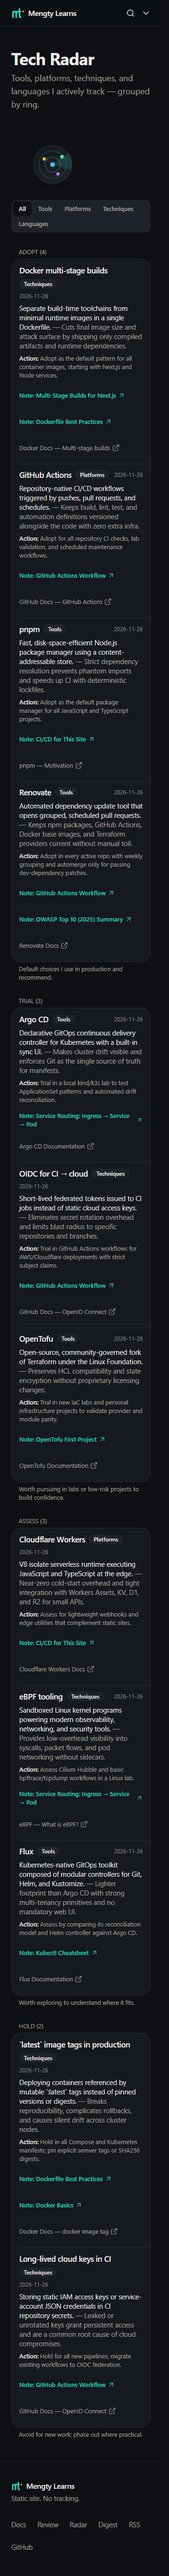 Mengty Learns
Tech Radar
Tools, platforms, techniques, and
languages I actively track — grouped
by ring.
All
Tools
Platforms
Techniques
Languages
ADOPT (4)
Docker multi-stage builds
Techniques
2026-11-26
Separate build-time toolchains from
minimal runtime images in a single
Dockerfile. — Cuts final image size and
attack surface by shipping only compiled
artifacts and runtime dependencies.
Action: Adopt as the default pattern for all
container images, starting with Next.js and
Node services.
Note: Multi-Stage Builds for Next.js
Note: Dockerfile Best Practices
Docker Docs — Multi-stage builds
GitHub Actions Platforms 2026-11-26
Repository-native CI/CD workflows
triggered by pushes, pull requests, and
schedules. — Keeps build, lint, test, and
automation definitions versioned
alongside the code with zero extra infra.
Action: Adopt for all repository CI checks, lab
validation, and scheduled maintenance
workflows.
Note: GitHub Actions Workflow
GitHub Docs — GitHub Actions
pnpm Tools 2026-11-26
Fast, disk-space-efficient Node.js
package manager using a content-
addressable store. — Strict dependency
resolution prevents phantom imports
and speeds up CI with deterministic
lockfiles.
Action: Adopt as the default package
manager for all JavaScript and TypeScript
projects.
Note: CI/CD for This Site
pnpm — Motivation
Renovate Tools 2026-11-26
Automated dependency update tool that
opens grouped, scheduled pull requests.
— Keeps npm packages, GitHub Actions,
Docker base images, and Terraform
providers current without manual toil.
Action: Adopt in every active repo with weekly
grouping and automerge only for passing
dev-dependency patches.
Note: GitHub Actions Workflow
Note: OWASP Top 10 (2025) Summary
Renovate Docs
Default choices I use in production and
recommend.
TRIAL (3)
Argo CD Tools 2026-11-26
Declarative GitOps continuous delivery
controller for Kubernetes with a built-in
sync UI. — Makes cluster drift visible and
enforces Git as the single source of truth
for manifests.
Action: Trial in a local kind/k3s lab to test
ApplicationSet patterns and automated drift
reconciliation.
Note: Service Routing: Ingress → Service
→ Pod
Argo CD Documentation
OIDC for CI → cloud Techniques
2026-11-26
Short-lived federated tokens issued to CI
jobs instead of static cloud access keys.
— Eliminates secret rotation overhead
and limits blast radius to specific
repositories and branches.
Action: Trial in GitHub Actions workflows for
AWS/Cloudflare deployments with strict
subject claims.
Note: GitHub Actions Workflow
GitHub Docs — OpenID Connect
OpenTofu Tools 2026-11-26
Open-source, community-governed fork
of Terraform under the Linux Foundation.
— Preserves HCL compatibility and state
encryption without proprietary licensing
changes.
Action: Trial in new IaC labs and personal
infrastructure projects to validate provider and
module parity.
Note: OpenTofu First Project
OpenTofu Documentation
Worth pursuing in labs or low-risk projects to
build confidence.
ASSESS (3)
Cloudflare Workers Platforms
2026-11-26
V8 isolate serverless runtime executing
JavaScript and TypeScript at the edge. —
Near-zero cold-start overhead and tight
integration with Workers Assets, KV, D1,
and R2 for small APIs.
Action: Assess for lightweight webhooks and
edge utilities that complement static sites.
Note: CI/CD for This Site
Cloudflare Workers Docs
eBPF tooling Techniques 2026-11-26
Sandboxed Linux kernel programs
powering modern observability,
networking, and security tools. —
Provides low-overhead visibility into
syscalls, packet flows, and pod
networking without sidecars.
Action: Assess Cilium Hubble and basic
bpftrace/tcpdump workflows in a Linux lab.
Note: Service Routing: Ingress → Service
→ Pod
eBPF — What is eBPF?
Flux Tools 2026-11-26
Kubernetes-native GitOps toolkit
composed of modular controllers for Git,
Helm, and Kustomize. — Lighter
footprint than Argo CD with strong
multi-tenancy primitives and no
mandatory web UI.
Action: Assess by comparing its reconciliation
model and Helm controller against Argo CD.
Note: Kubectl Cheatsheet
Flux Documentation
Worth exploring to understand where it fits.
HOLD (2)
`latest` image tags in production
Techniques
2026-11-26
Deploying containers referenced by
mutable `:latest` tags instead of pinned
versions or digests. — Breaks
reproducibility, complicates rollbacks,
and causes silent drift across cluster
nodes.
Action: Hold in all Compose and Kubernetes
manifests; pin explicit semver tags or SHA256
digests.
Note: Dockerfile Best Practices
Note: Docker Basics
Docker Docs — docker image tag
Long-lived cloud keys in CI
Techniques
2026-11-26
Storing static IAM access keys or service-
account JSON credentials in CI
repository secrets. — Leaked or
unrotated keys grant persistent access
and are a common root cause of cloud
compromises.
Action: Hold for all new pipelines; migrate
existing workflows to OIDC federation.
Note: GitHub Actions Workflow
GitHub Docs — OpenID Connect
Avoid for new work; phase out where practical.
Mengty Learns
Static site. No tracking.
Docs
Review
Radar
Digest
RSS
GitHub